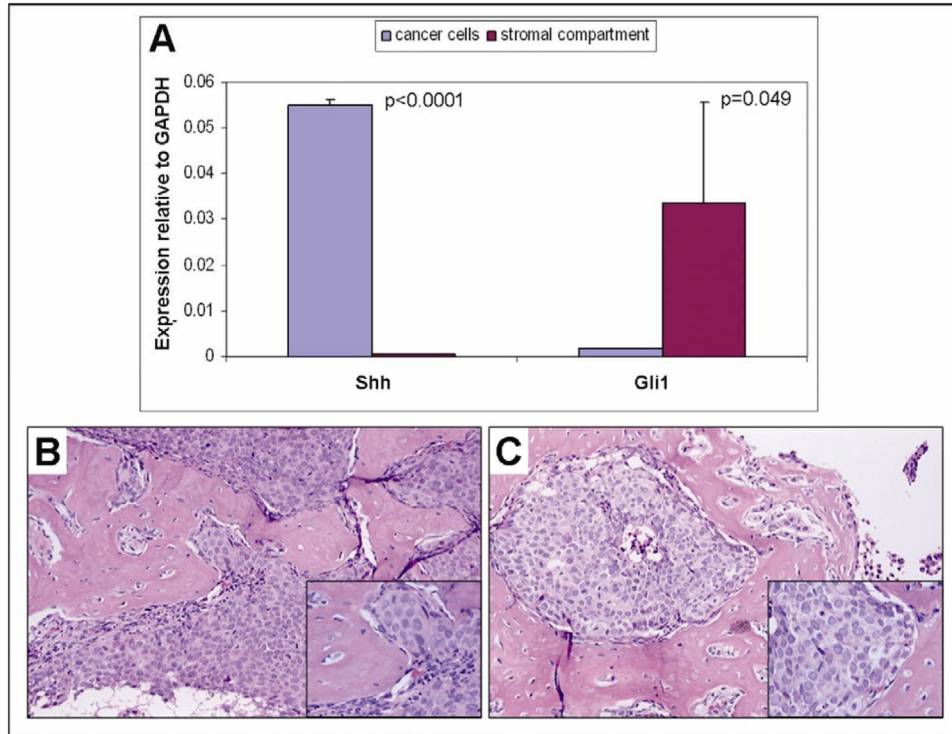 A
cancer cells stromal compartment
Expression relative to GAPDH
0.06
0.05
0.04
0.03
0.02
0.01
0
p<0.0001
p=0.049
Shh
Gli1
B
C